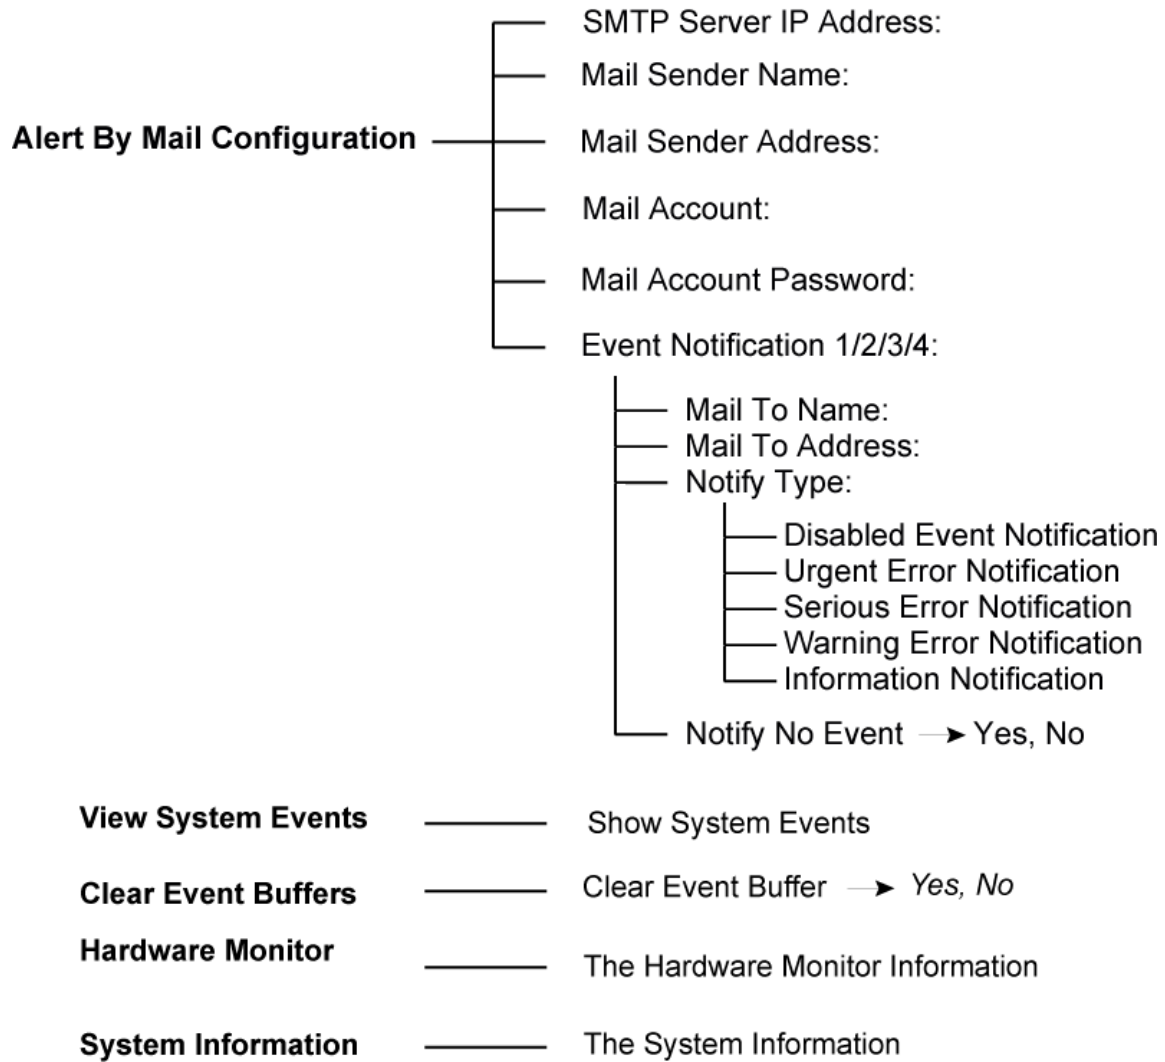 SMTP Server IP Address:
Mail Sender Name:
Alert By Mail Configuration
Mail Sender Address:
Mail Account:
Mail Account Password:
Event Notification 1/2/3/4:
Mail To Name:
Mail To Address:
Notify Type:
Disabled Event Notification
Urgent Error Notification
Serious Error Notification
Warning Error Notification
Information Notification
Notify No Event Yes, No
View System Events Show System Events
Clear Event Buffers Clear Event Buffer Yes, No
Hardware Monitor The Hardware Monitor Information
System Information The System Information